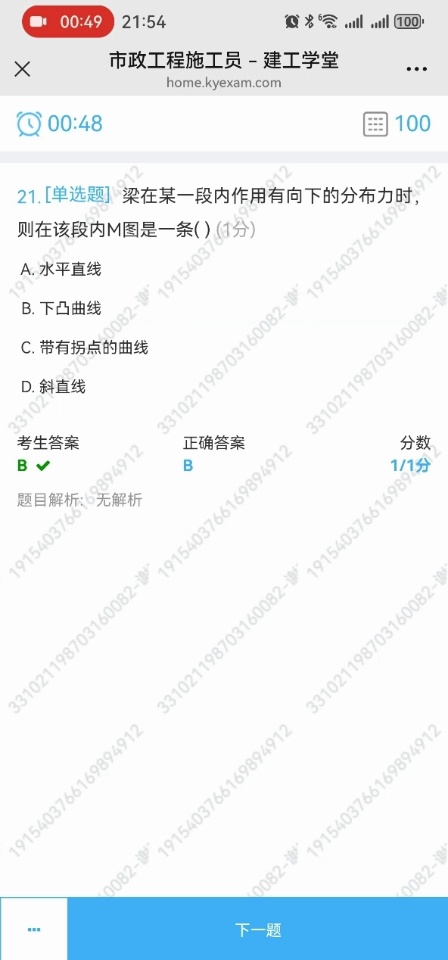 00:49 21:54 6 100
市政工程施工员 – 建工学堂
home.kyexam.com
00:48 100
21.[单选题] 梁在某一段内作用有向下的分布力时，
则在该段内M图是一条( ) (1分)
A. 水平直线
B. 下凸曲线
C. 带有拐点的曲线
D. 斜直线
考生答案 正确答案 分数
B B 1/1分
题目解析： 无解析
1915403766169894912
331021198703160082-谢
下一题